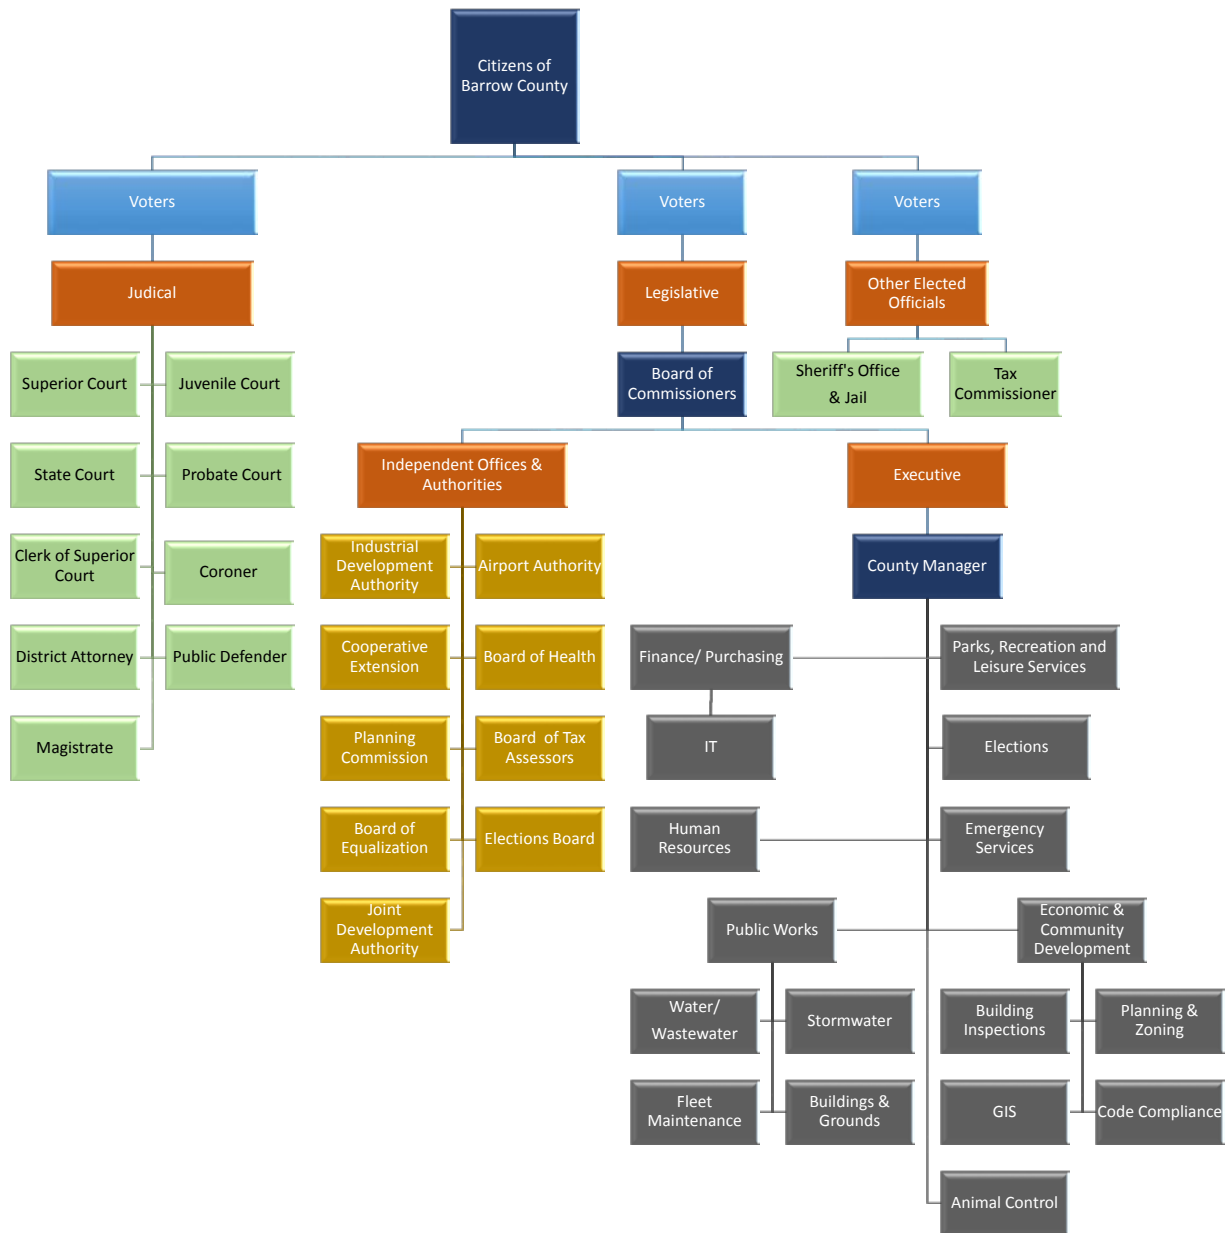 Citizens of
Barrow County
Voters
Voters
Voters
Judical
Legislative
Other Elected
Officials
Superior Court
Juvenile Court
Board of
Commissioners
Sheriff's Office
& Jail
Tax
Commissioner
State Court
Probate Court
Independent Offices &
Authorities
Executive
Clerk of Superior
Court
Coroner
Industrial
Development
Authority
Airport Authority
County Manager
District Attorney
Public Defender
Cooperative
Extension
Board of Health
Finance/ Purchasing
Parks, Recreation and
Leisure Services
Magistrate
Planning
Commission
Board  of Tax
Assessors
IT
Elections
Board of
Equalization
Elections Board
Human
Resources
Emergency
Services
Joint
Development
Authority
Public Works
Economic &
Community
Development
Water/
Wastewater
Stormwater
Building
Inspections
Planning &
Zoning
Fleet
Maintenance
Buildings &
Grounds
GIS
Code Compliance
Animal Control